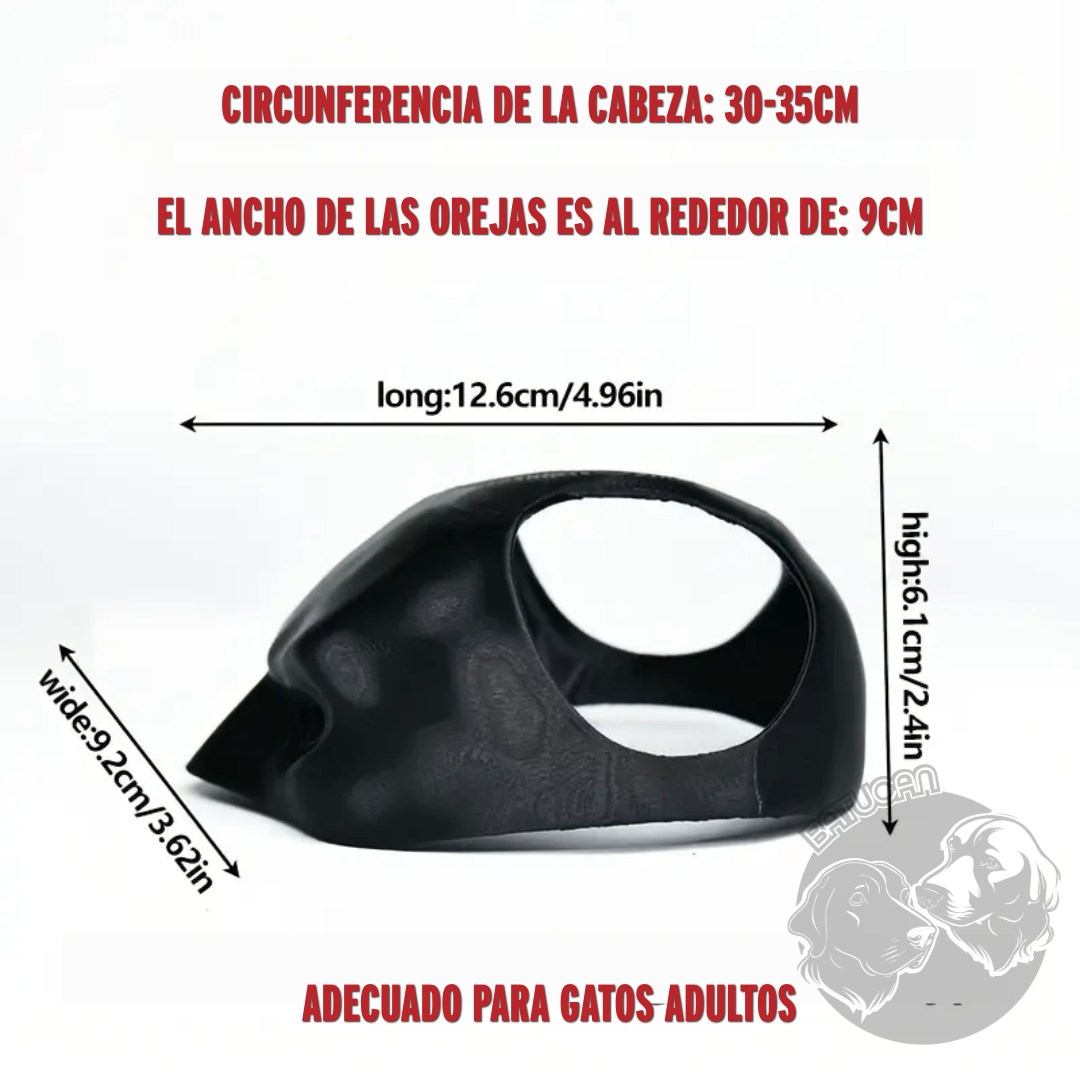 CIRCUNFERENCIA DE LA CABEZA: 30-35CM
EL ANCHO DE LAS OREJAS ES AL REDEDOR DE: 9CM
long:12.6cm/4.96in
high:6.1cm/2.4in
wide:9.2cm/3.62in
BATUCAN
ADECUADO PARA GATOS ADULTOS